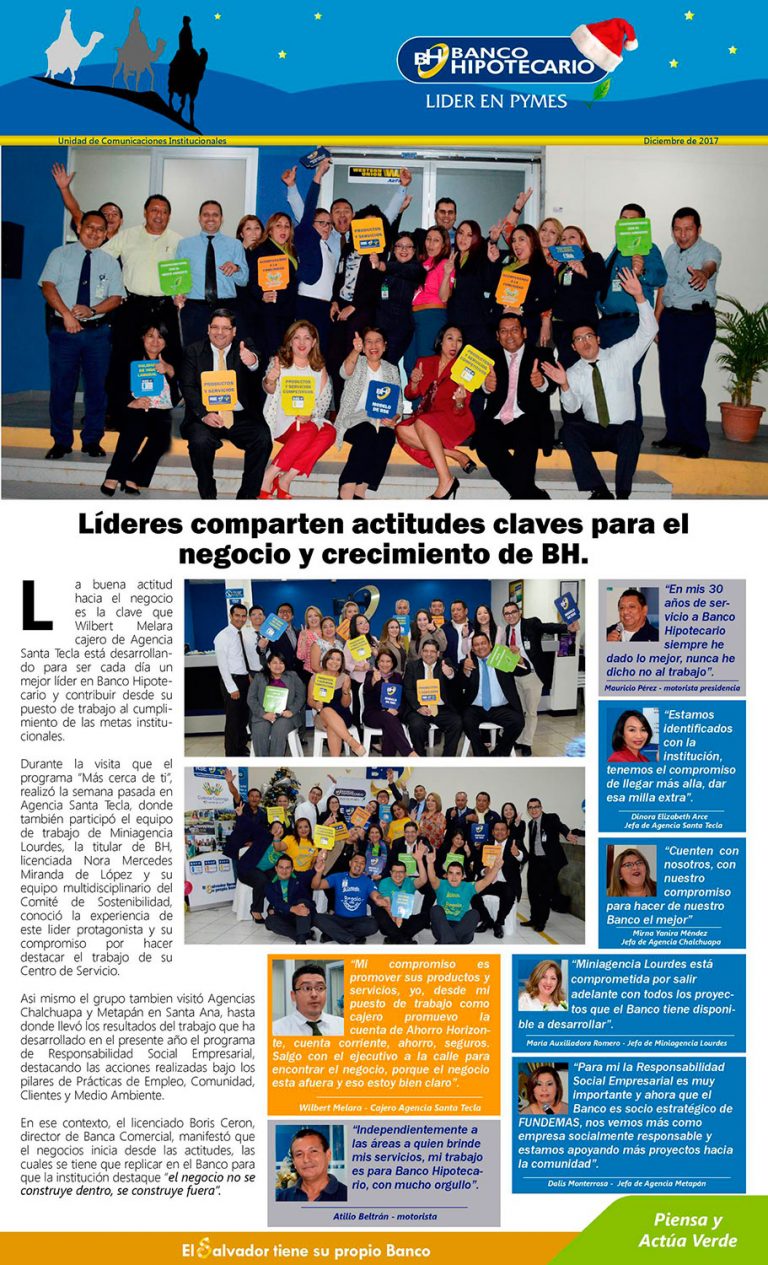 BH BANCO
HIPOTECARIO
LIDER EN PYMES
Unidad de Comunicaciones Institucionales
Diciembre de 2017
WESTERN
UNION
PRODUCTOS
Y SERVICIOS
PRODUCTOS
Y SERVICIOS
MODELO
DE RSE
Líderes comparten actitudes claves para el
negocio y crecimiento de BH.
La buena actitud
hacia el negocio
es la clave que
Wilbert Melara
cajero de Agencia
Santa Tecla está desarrollan-
do para ser cada día un
mejor líder en Banco Hipote-
cario y contribuir desde su
puesto de trabajo al cumpli-
miento de las metas institu-
cionales.
Durante la visita que el
programa “Más cerca de ti”,
realizó la semana pasada en
Agencia Santa Tecla, donde
también participó el equipo
de trabajo de Miniagencia
Lourdes, la titular de BH,
licenciada Nora Mercedes
Miranda de López y su
equipo multidisciplinario del
Comité de Sostenibilidad,
conoció la experiencia de
este lider protagonista y su
compromiso por hacer
destacar el trabajo de su
Centro de Servicio.
Asi mismo el grupo tambien visitó Agencias
Chalchuapa y Metapán en Santa Ana, hasta
donde llevó los resultados del trabajo que ha
desarrollado en el presente año el programa
de Responsabilidad Social Empresarial,
destacando las acciones realizadas bajo los
pilares de Prácticas de Empleo, Comunidad,
Clientes y Medio Ambiente.
En ese contexto, el licenciado Boris Ceron,
director de Banca Comercial, manifestó que
el negocios inicia desde las actitudes, las
cuales se tiene que replicar en el Banco para
que la institución destaque “el negocio no se
construye dentro, se construye fuera”.
“En mis 30
años de ser-
vicio a Banco
Hipotecario
siempre he
dado lo mejor, nunca he
dicho no al trabajo”.
Mauricio Pérez - motorista presidencia
“Estamos
identificados
con la
institución,
tenemos el compromiso
de llegar más alla, dar
esa milla extra”.
Dinora Elizabeth Arce
Jefa de Agencia Santa Tecla
“Cuenten con
nosotros, con
nuestro
compromiso
para hacer de nuestro
Banco el mejor”
Mirna Yanira Méndez
Jefa de Agencia Chalchuapa
“Mi compromiso es
promover sus productos y
servicios, yo, desde mi
puesto de trabajo como
cajero promuevo la
cuenta de Ahorro Horizon-
te, cuenta corriente, ahorro, seguros.
Salgo con el ejecutivo a la calle para
encontrar el negocio, porque el negocio
esta afuera y eso estoy bien claro”.
Wilbert Melara - Cajero Agencia Santa Tecla
“Miniagencia Lourdes está
comprometida por salir
adelante con todos los proyec-
tos que el Banco tiene disponi-
ble a desarrollar”.
Maria Auxiliadora Romero - Jefa de Miniagencia Lourdes
“Para mi la Responsabilidad
Social Empresarial es muy
importante y ahora que el
Banco es socio estratégico de
FUNDEMAS, nos vemos más como
empresa socialmente responsable y
estamos apoyando más proyectos hacia
la comunidad”.
Dalis Monterrosa - Jefa de Agencia Metapán
“Independientemente a
las áreas a quien brinde
mis servicios, mi trabajo
es para Banco Hipoteca-
rio, con mucho orgullo”.
Atilio Beltrán - motorista
El Salvador tiene su propio Banco
Piensa y
Actúa Verde